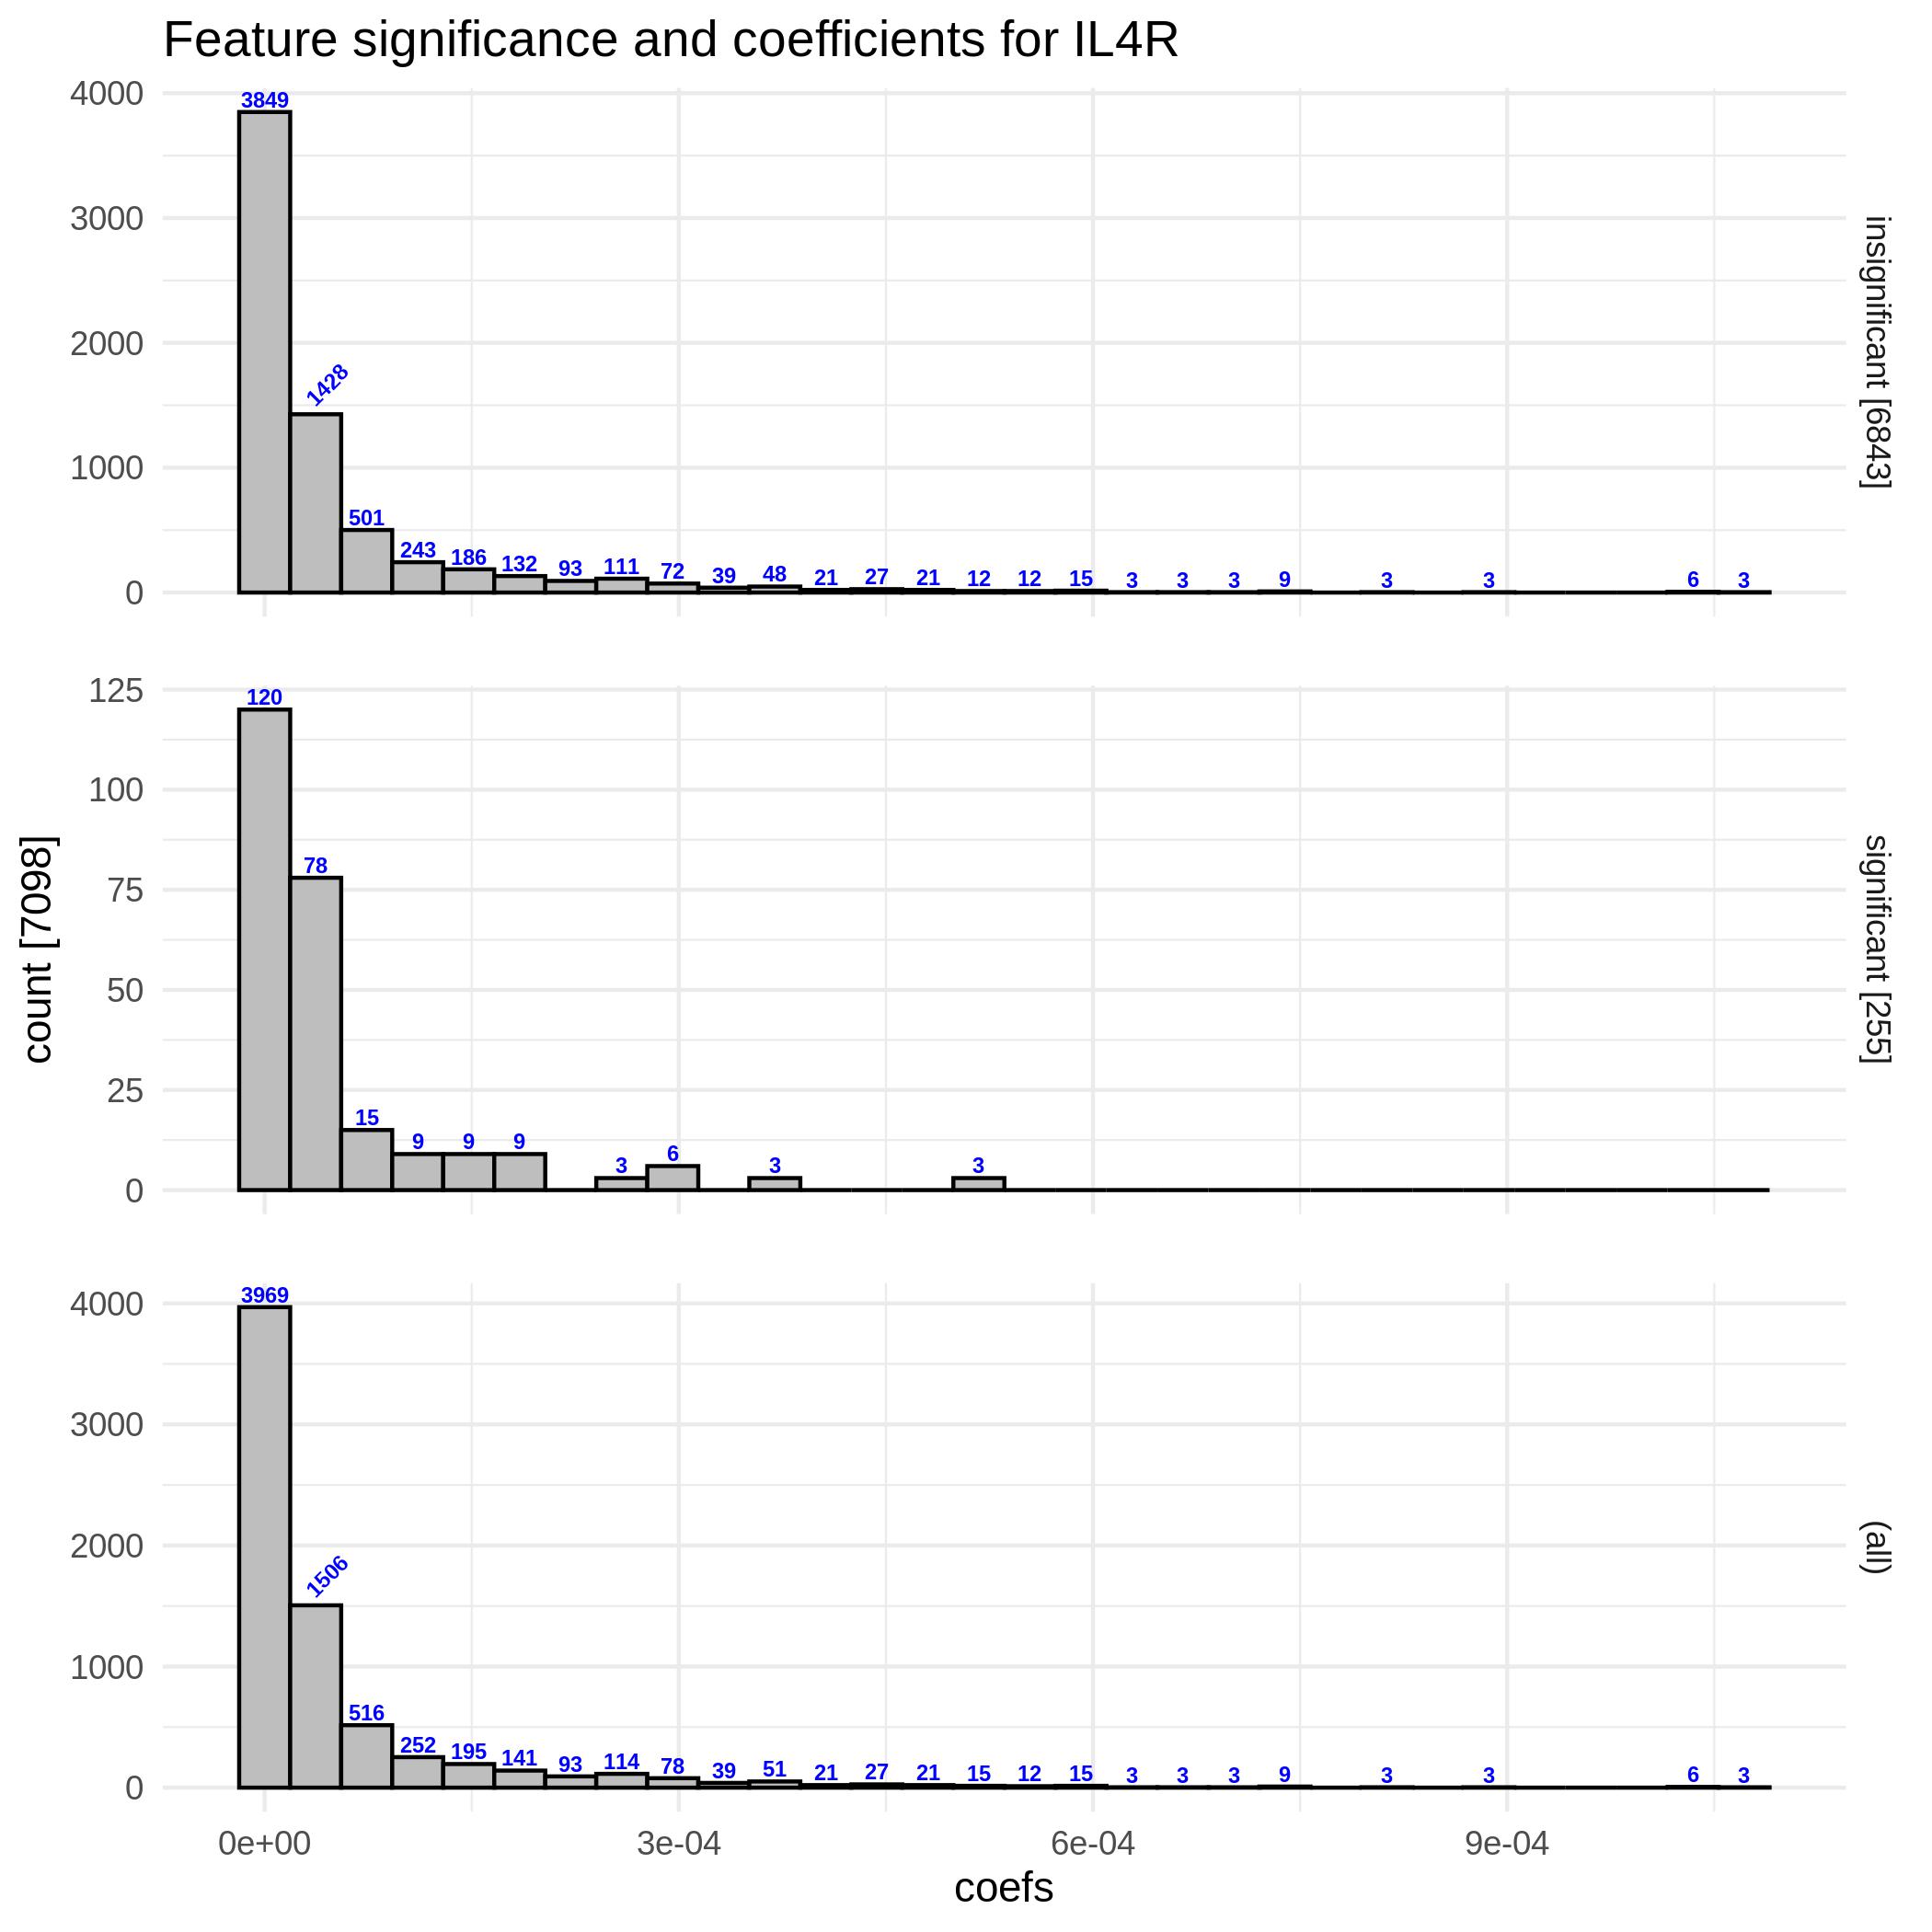 Feature significance and coefficients for IL4R
count [7098]
4000
3000
2000
1000
0
3849
1428
501
243 186 132 93 111 72 39 48 21 27 21 12 12 15 3 3 3 9 3 3 6 3
insignificant [6843]
125
100
75
50
25
0
120
78
15
9 9 9 3 6 3 3
significant [255]
4000
3000
2000
1000
0
3969
1506
516
252 195 141 93 114 78 39 51 21 27 21 15 12 15 3 3 3 9 3 3 6 3
(all)
0e+00 3e-04 6e-04 9e-04
coefs